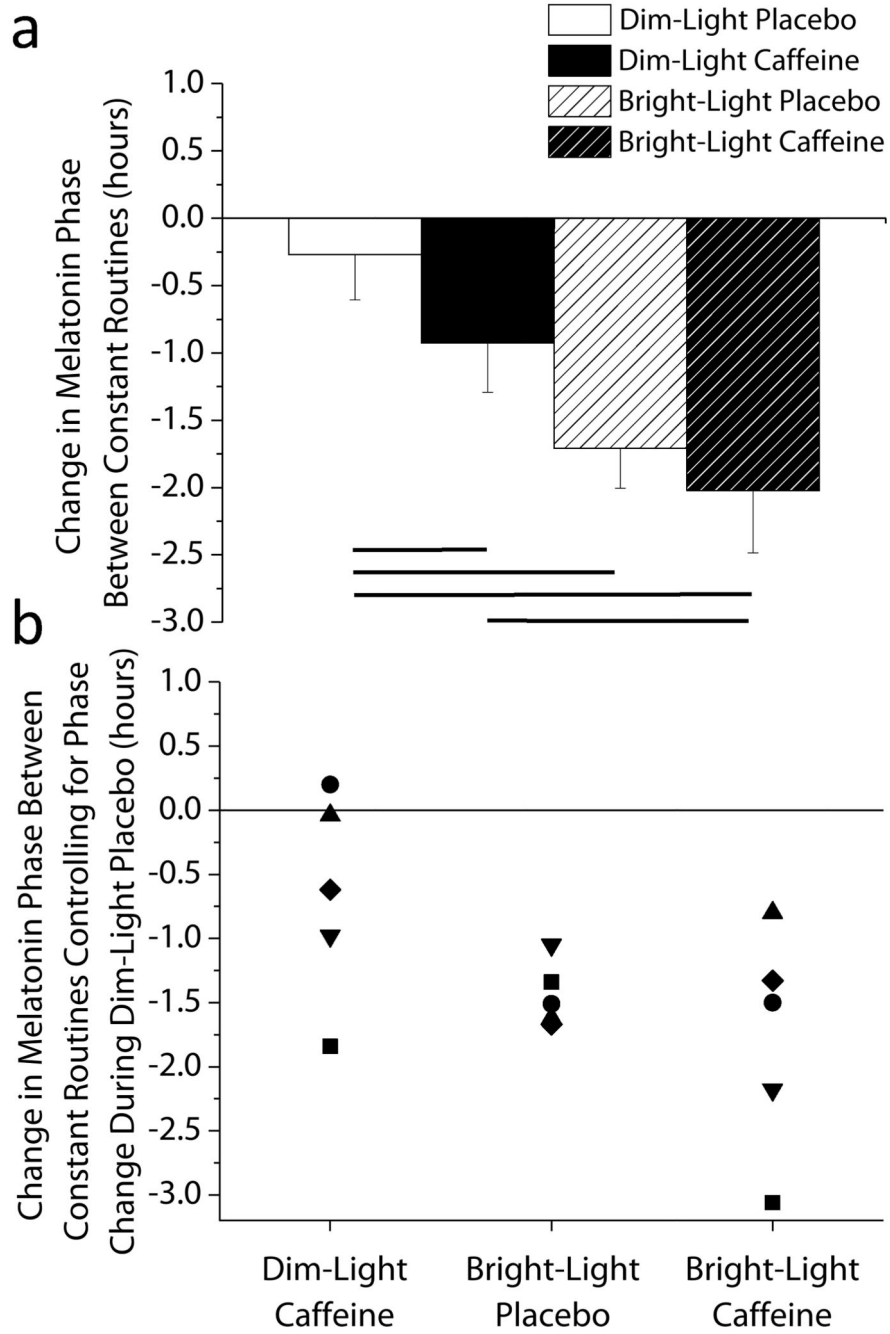 a
Dim-Light Placebo
Dim-Light Caffeine
Bright-Light Placebo
Bright-Light Caffeine
Change in Melatonin Phase
Between Constant Routines (hours)
1.0
0.5
0.0
-0.5
-1.0
-1.5
-2.0
-2.5
-3.0
b
Change in Melatonin Phase Between
Constant Routines Controlling for Phase
Change During Dim-Light Placebo (hours)
1.0
0.5
0.0
-0.5
-1.0
-1.5
-2.0
-2.5
-3.0
Dim-Light
Caffeine
Bright-Light
Placebo
Bright-Light
Caffeine